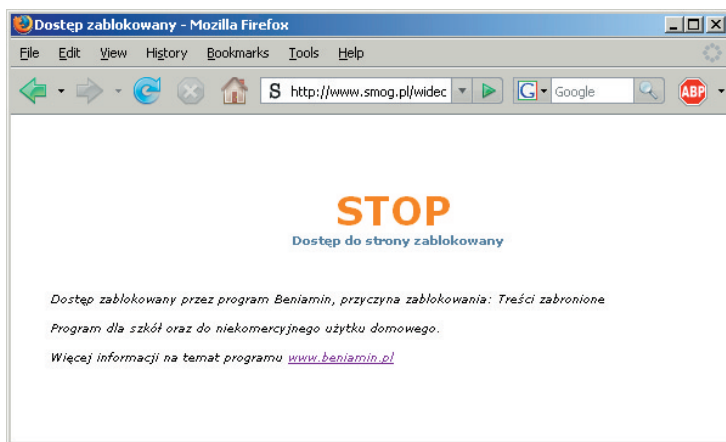 Dostęp zablokowany - Mozilla Firefox
File Edit View History Bookmarks Tools Help
S http://www.smog.pl/widec G Google ABP
STOP
Dostęp do strony zablokowany
Dostęp zablokowany przez program Beniamin, przyczyna zablokowania: Treści zabronione
Program dla szkół oraz do niekomercyjnego użytku domowego.
Więcej informacji na temat programu www.beniamin.pl